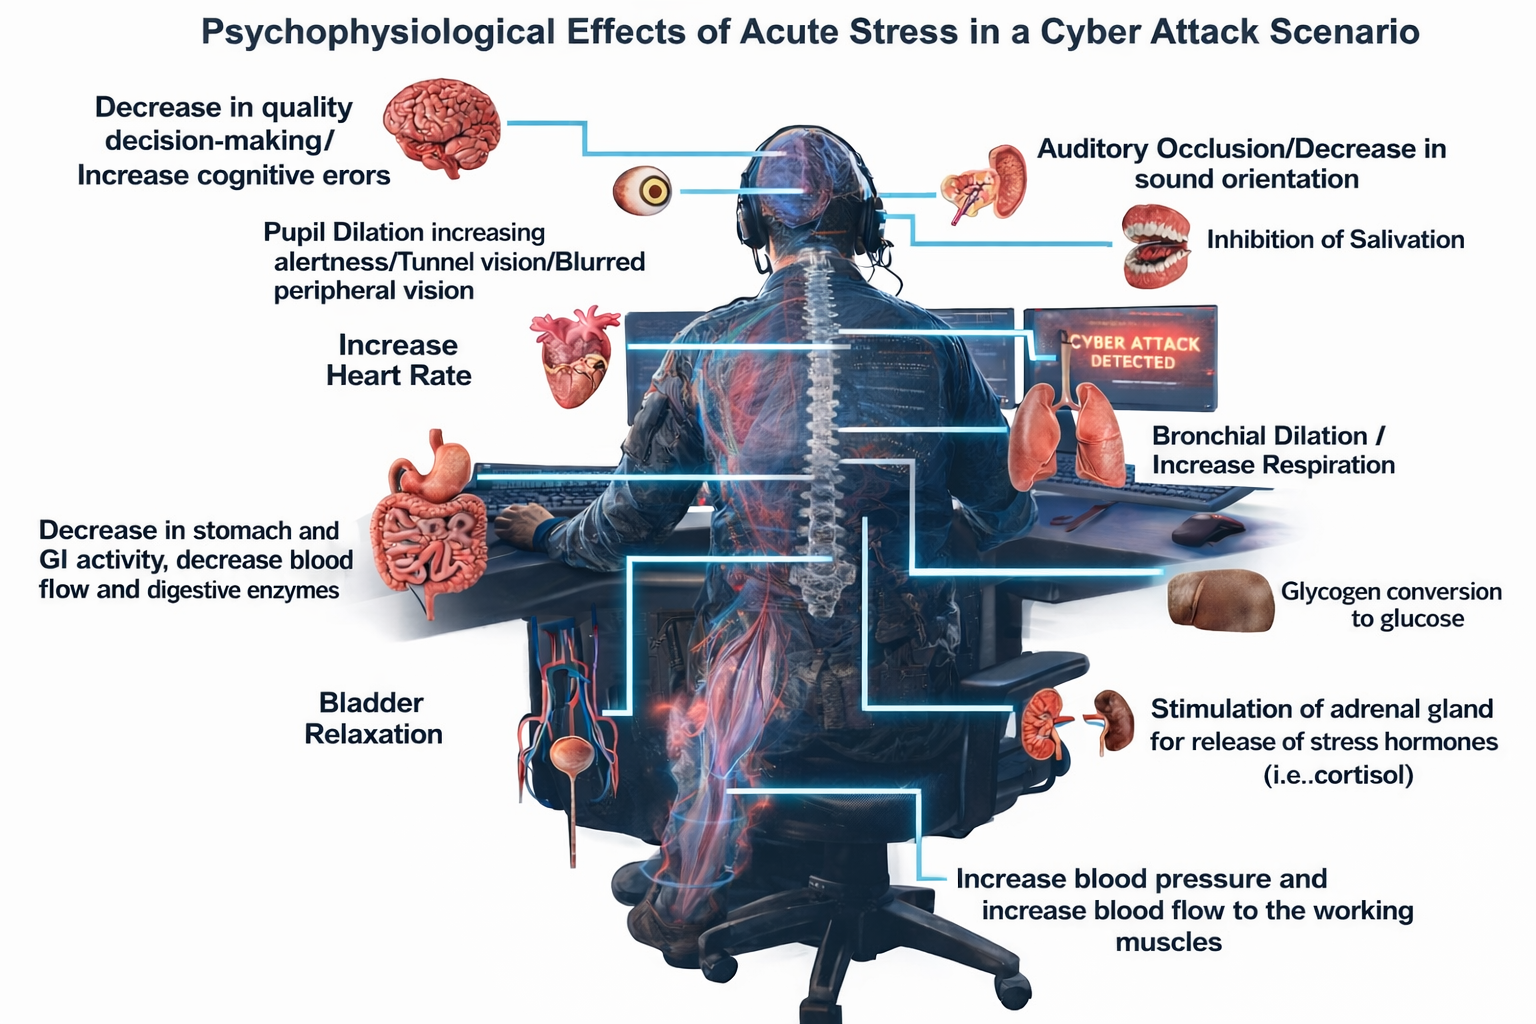 Psychophysiological Effects of Acute Stress in a Cyber Attack Scenario
Decrease in quality
decision-making/
Increase cognitive erors
Auditory Occlusion/Decrease in
sound orientation
Pupil Dilation increasing
alertness/Tunnel vision/Blurred
peripheral vision
Inhibition of Salivation
Increase
Heart Rate
CYBER ATTACK
DETECTED
Bronchial Dilation /
Increase Respiration
Decrease in stomach and
GI activity, decrease blood
flow and digestive enzymes
Glycogen conversion
to glucose
Bladder
Relaxation
Stimulation of adrenal gland
for release of stress hormones
(i.e..cortisol)
Increase blood pressure and
increase blood flow to the working
muscles